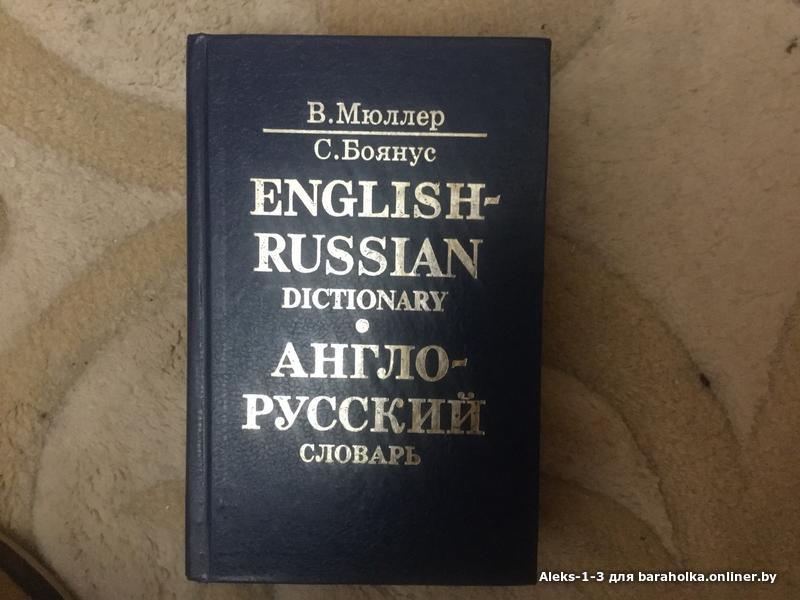 В.Мюллер
С.Боянус
ENGLISH-
RUSSIAN
DICTIONARY
АНГЛО-
РУССКИЙ
СЛОВАРЬ
Aleks-1-3 для baraholka.onliner.by